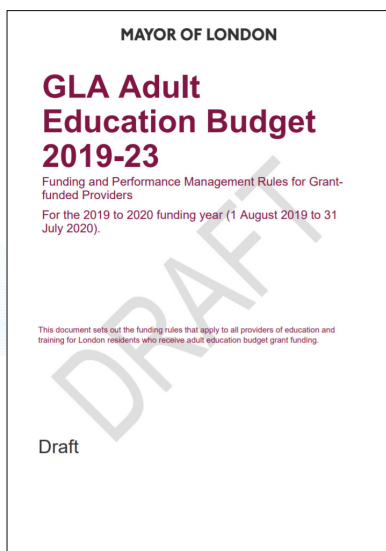 MAYOR OF LONDON
GLA Adult
Education Budget
2019-23
Funding and Performance Management Rules for Grant-
funded Providers
For the 2019 to 2020 funding year (1 August 2019 to 31
July 2020).
DRAFT
This document sets out the funding rules that apply to all providers of education and
training for London residents who receive adult education budget grant funding.
Draft